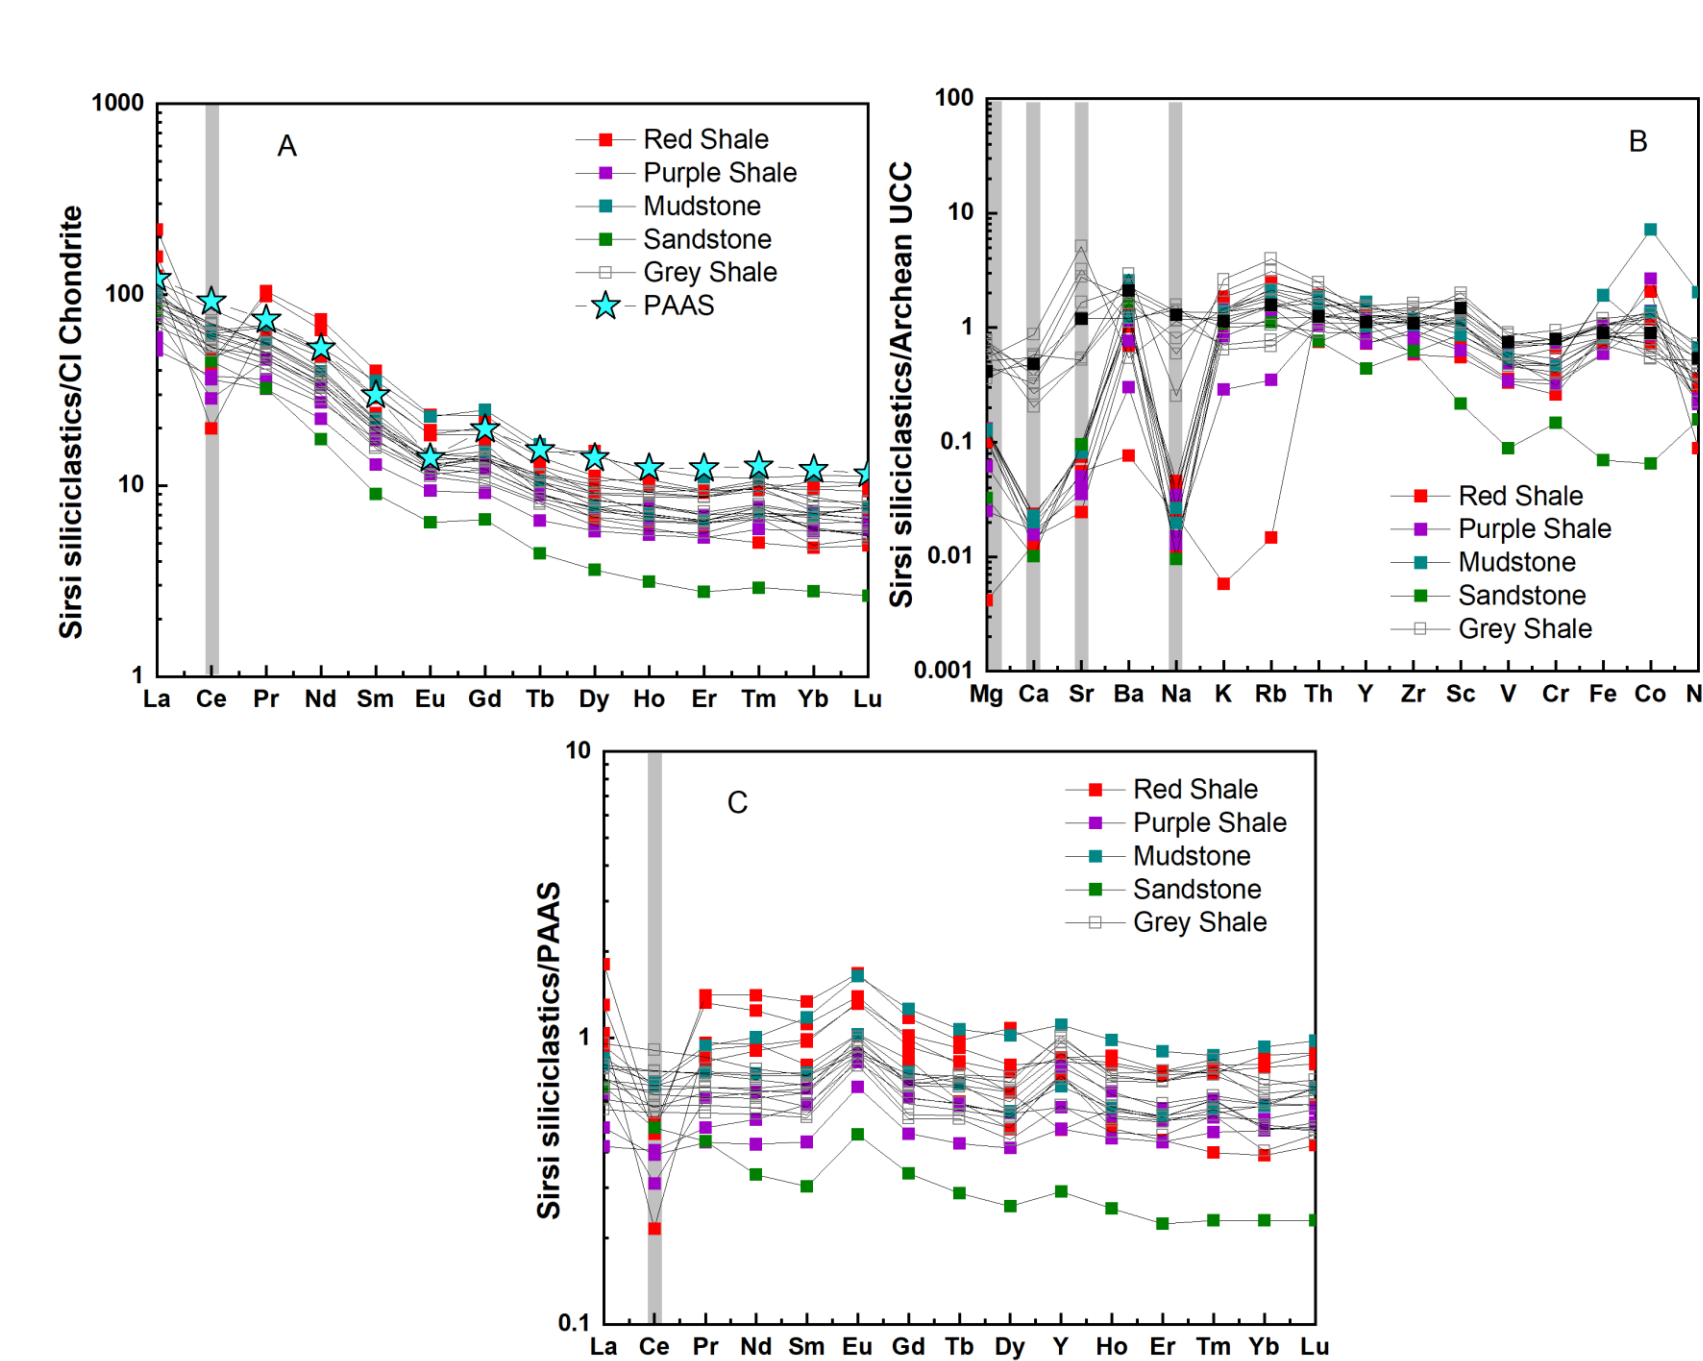 A
Sirsi siliciclastics/CI Chondrite
1000
100
10
1
La Ce Pr Nd Sm Eu Gd Tb Dy Ho Er Tm Yb Lu
Red Shale
Purple Shale
Mudstone
Sandstone
Grey Shale
PAAS
B
Sirsi siliciclastics/Archean UCC
100
10
1
0.1
0.01
0.001
Mg Ca Sr Ba Na K Rb Th Y Zr Sc V Cr Fe Co N
Red Shale
Purple Shale
Mudstone
Sandstone
Grey Shale
C
Sirsi siliciclastics/PAAS
10
1
0.1
La Ce Pr Nd Sm Eu Gd Tb Dy Y Ho Er Tm Yb Lu
Red Shale
Purple Shale
Mudstone
Sandstone
Grey Shale